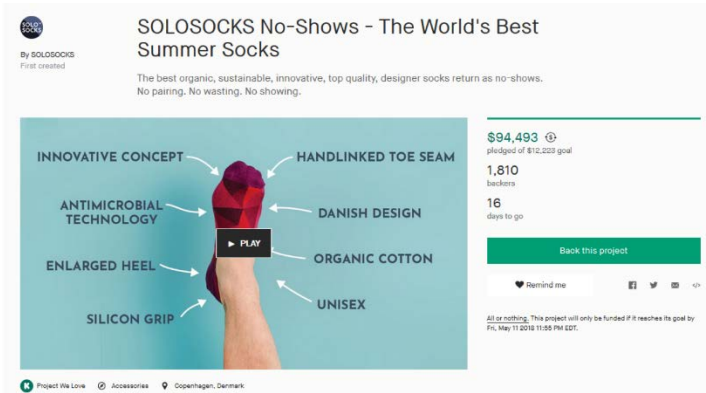 SOLO-
SOCKS
SOLOSOCKS No-Shows - The World's Best
Summer Socks
By SOLOSOCKS
First created
The best organic, sustainable, innovative, top quality, designer socks return as no-shows.
No pairing. No wasting. No showing.
INNOVATIVE CONCEPT
HANDLINKED TOE SEAM
ANTIMICROBIAL
TECHNOLOGY
DANISH DESIGN
PLAY
ENLARGED HEEL
ORGANIC COTTON
UNISEX
SILICON GRIP
$94,493
pledged of $12,223 goal
1,810
backers
16
days to go
Back this project
Remind me
All or nothing. This project will only be funded if it reaches its goal by
Fri, May 11 2018 11:55 PM EDT.
K Project We Love Accessories Copenhagen, Denmark